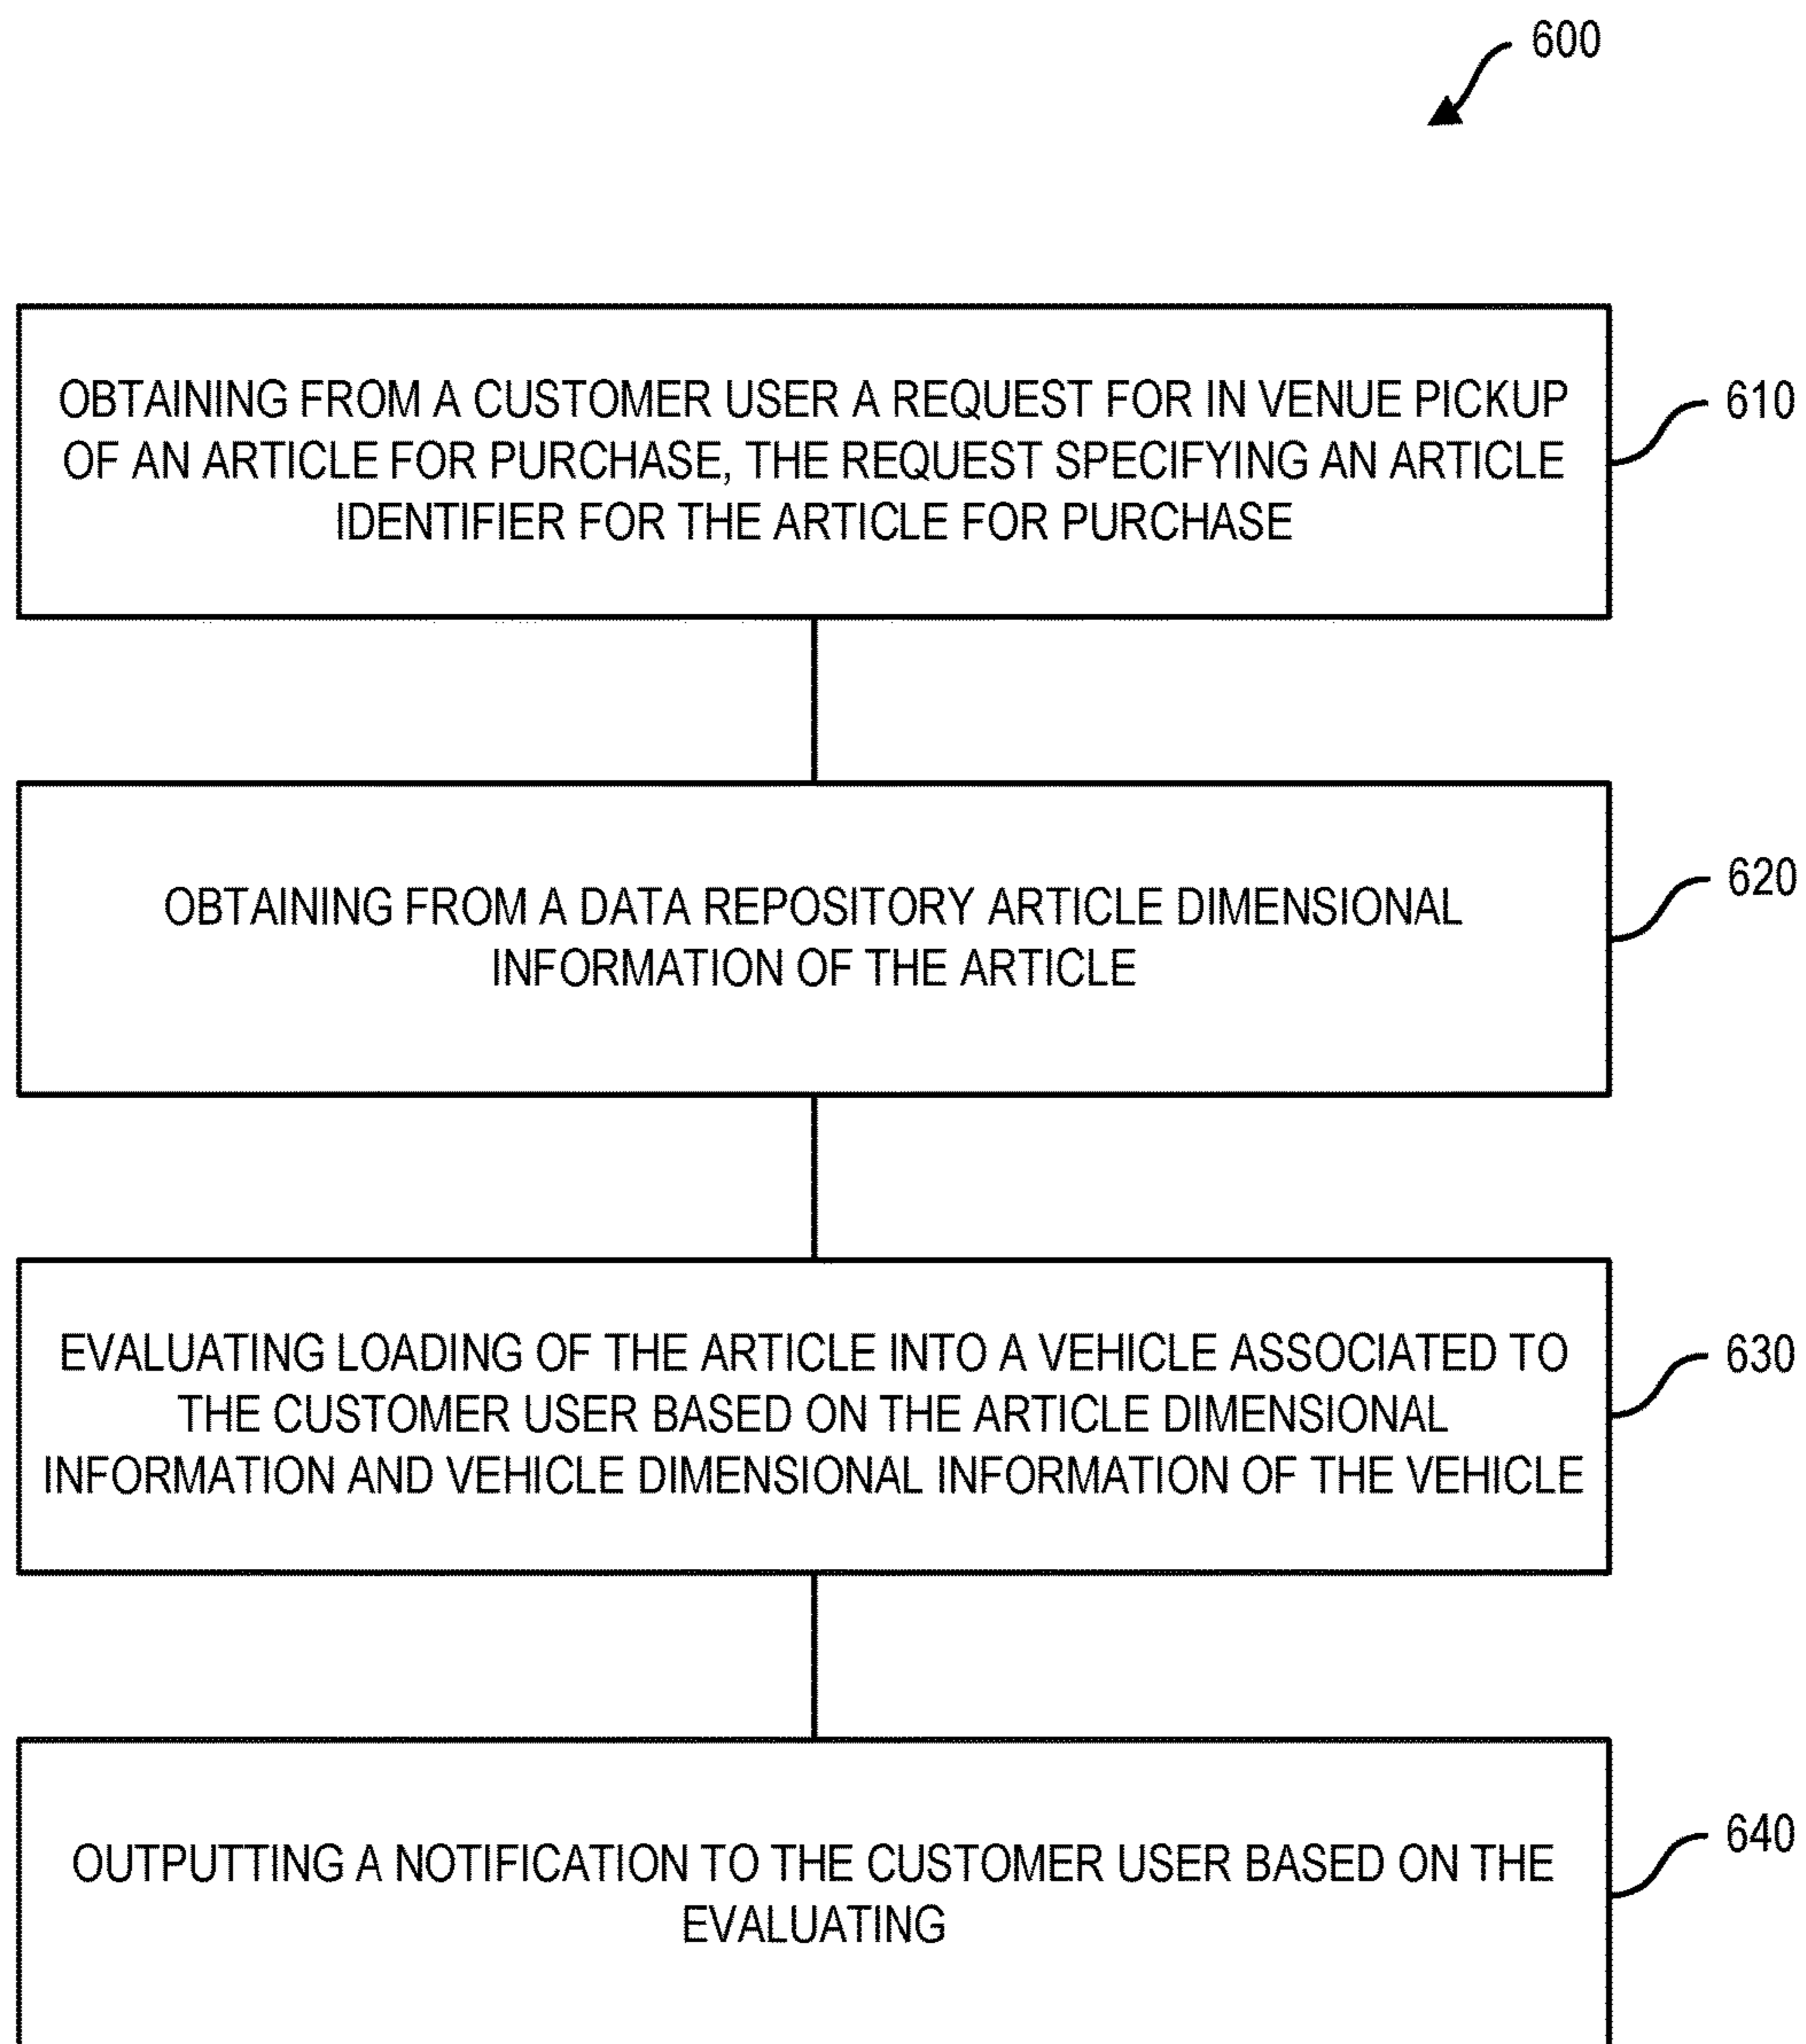 600
OBTAINING FROM A CUSTOMER USER A REQUEST FOR IN VENUE PICKUP
OF AN ARTICLE FOR PURCHASE, THE REQUEST SPECIFYING AN ARTICLE
IDENTIFIER FOR THE ARTICLE FOR PURCHASE
610
OBTAINING FROM A DATA REPOSITORY ARTICLE DIMENSIONAL
INFORMATION OF THE ARTICLE
620
EVALUATING LOADING OF THE ARTICLE INTO A VEHICLE ASSOCIATED TO
THE CUSTOMER USER BASED ON THE ARTICLE DIMENSIONAL
INFORMATION AND VEHICLE DIMENSIONAL INFORMATION OF THE VEHICLE
630
OUTPUTTING A NOTIFICATION TO THE CUSTOMER USER BASED ON THE
EVALUATING
640